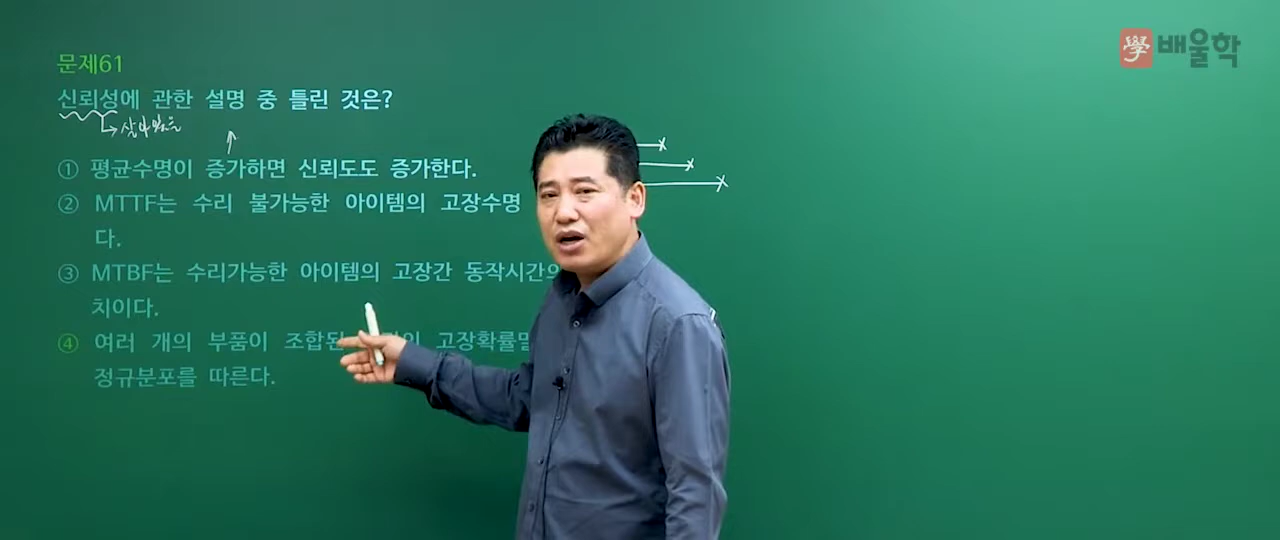 學 배울학
문제61
신뢰성에 관한 설명 중 틀린 것은?
① 평균수명이 증가하면 신뢰도도 증가한다.
② MTTF는 수리 불가능한 아이템의 고장수명
다.
③ MTBF는 수리가능한 아이템의 고장간 동작시간의
치이다.
④ 여러 개의 부품이 조합된 고장확률밀
정규분포를 따른다.